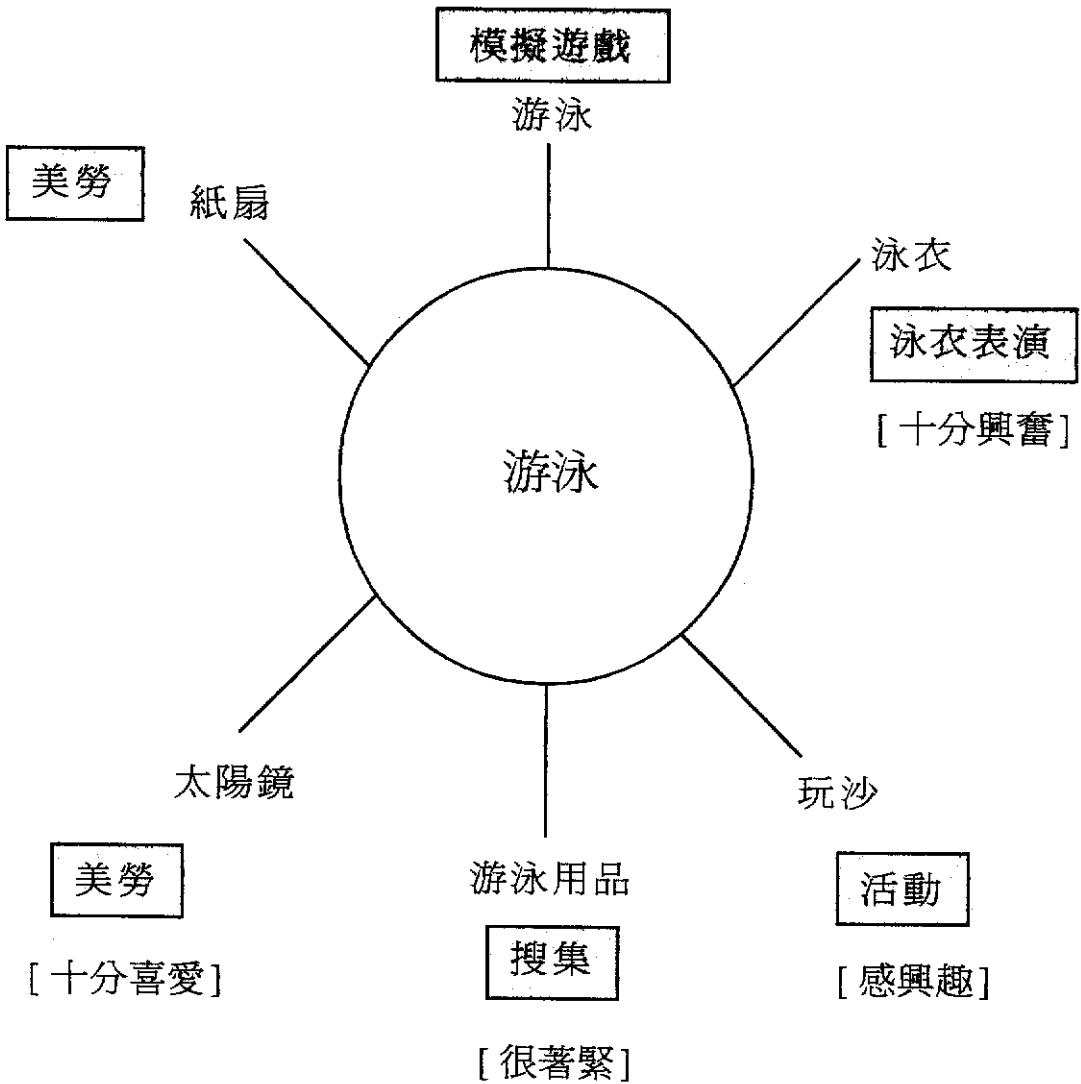 模擬遊戲
游泳
美勞
紙扇
泳衣
泳衣表演
[十分興奮]
游泳
太陽鏡
美勞
[十分喜愛]
游泳用品
搜集
[很著緊]
玩沙
活動
[感興趣]